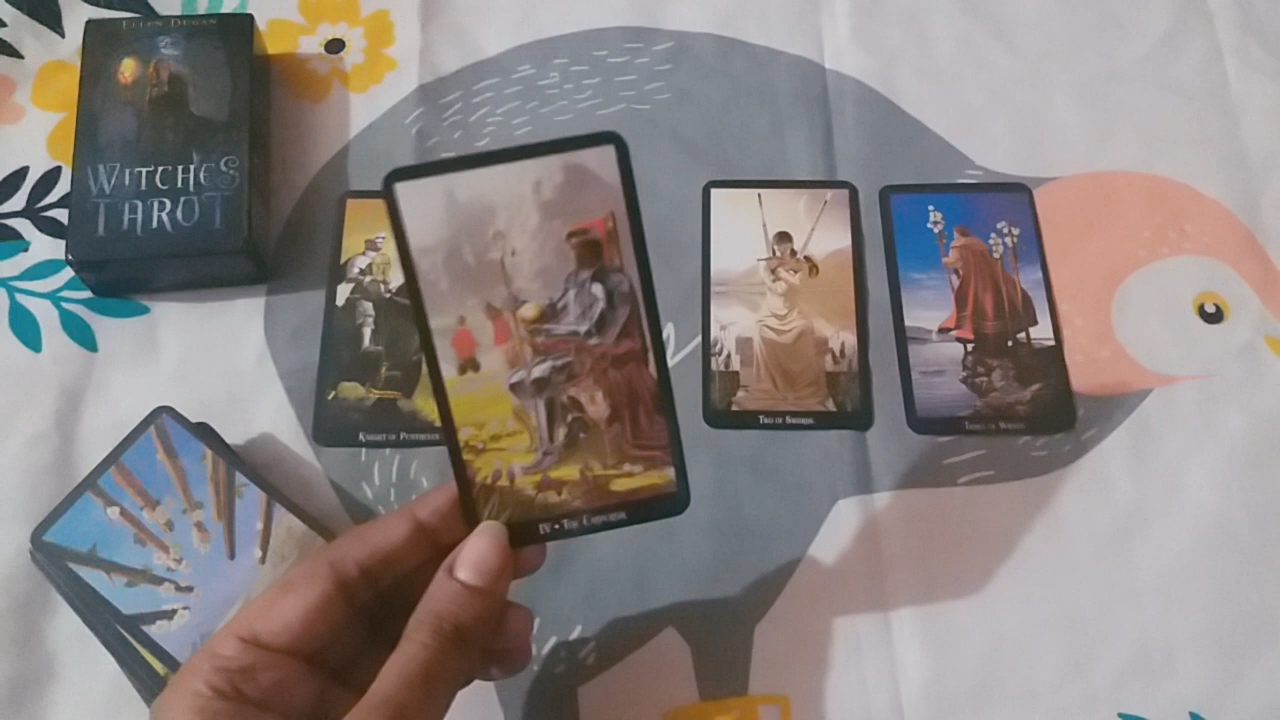 ELLEN DUGAN
WITCHES
TAROT
KNIGHT OF PENTACLES
IV • THE EMPEROR
TWO OF SWORDS
THREE OF WANDS